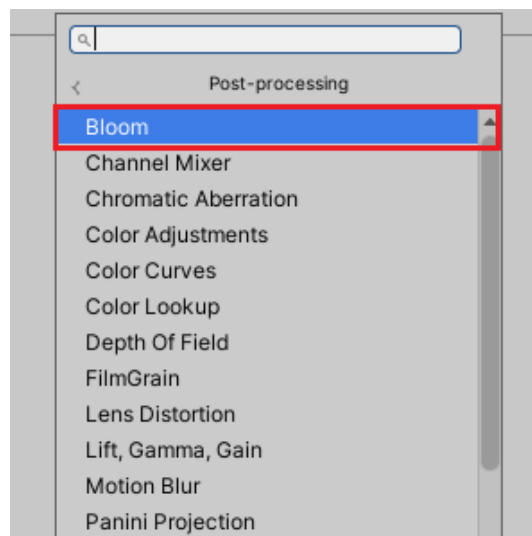 Post-processing
Bloom
Channel Mixer
Chromatic Aberration
Color Adjustments
Color Curves
Color Lookup
Depth Of Field
FilmGrain
Lens Distortion
Lift, Gamma, Gain
Motion Blur
Panini Projection